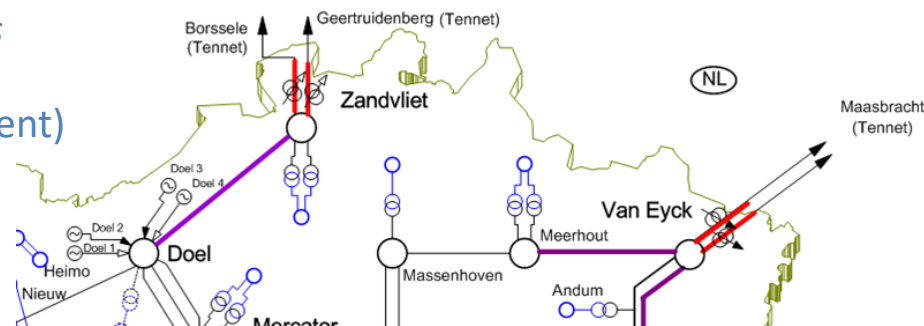 s
ent)
Borssele
(Tennet)
Geertruidenberg (Tennet)
NL
Zandvliet
Maasbracht
(Tennet)
Doel 3
Doel 4
Doel 2
Doel 1
Doel
Van Eyck
Meerhout
Massenhoven
Heimo
Nieuw
Andum
Mercator